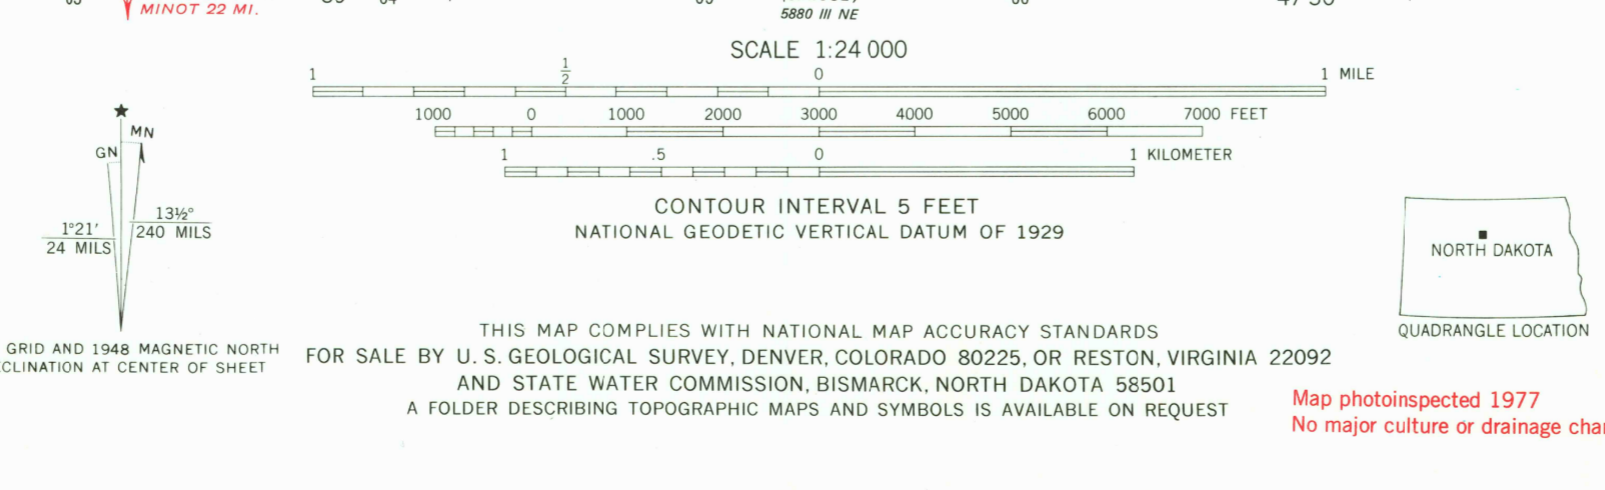 MINOT 22 MI.
5880 III NE
SCALE 1:24 000
1 1/2 0 1 MILE
1000 0 1000 2000 3000 4000 5000 6000 7000 FEET
1 .5 0 1 KILOMETER
CONTOUR INTERVAL 5 FEET
NATIONAL GEODETIC VERTICAL DATUM OF 1929
★
MN
GN
13½°
240 MILS
1°21'
24 MILS
GRID AND 1948 MAGNETIC NORTH
CLINATION AT CENTER OF SHEET
THIS MAP COMPLIES WITH NATIONAL MAP ACCURACY STANDARDS
FOR SALE BY U. S. GEOLOGICAL SURVEY, DENVER, COLORADO 80225, OR RESTON, VIRGINIA 22092
AND STATE WATER COMMISSION, BISMARCK, NORTH DAKOTA 58501
A FOLDER DESCRIBING TOPOGRAPHIC MAPS AND SYMBOLS IS AVAILABLE ON REQUEST
NORTH DAKOTA
QUADRANGLE LOCATION
Map photoinspected 1977
No major culture or drainage cha